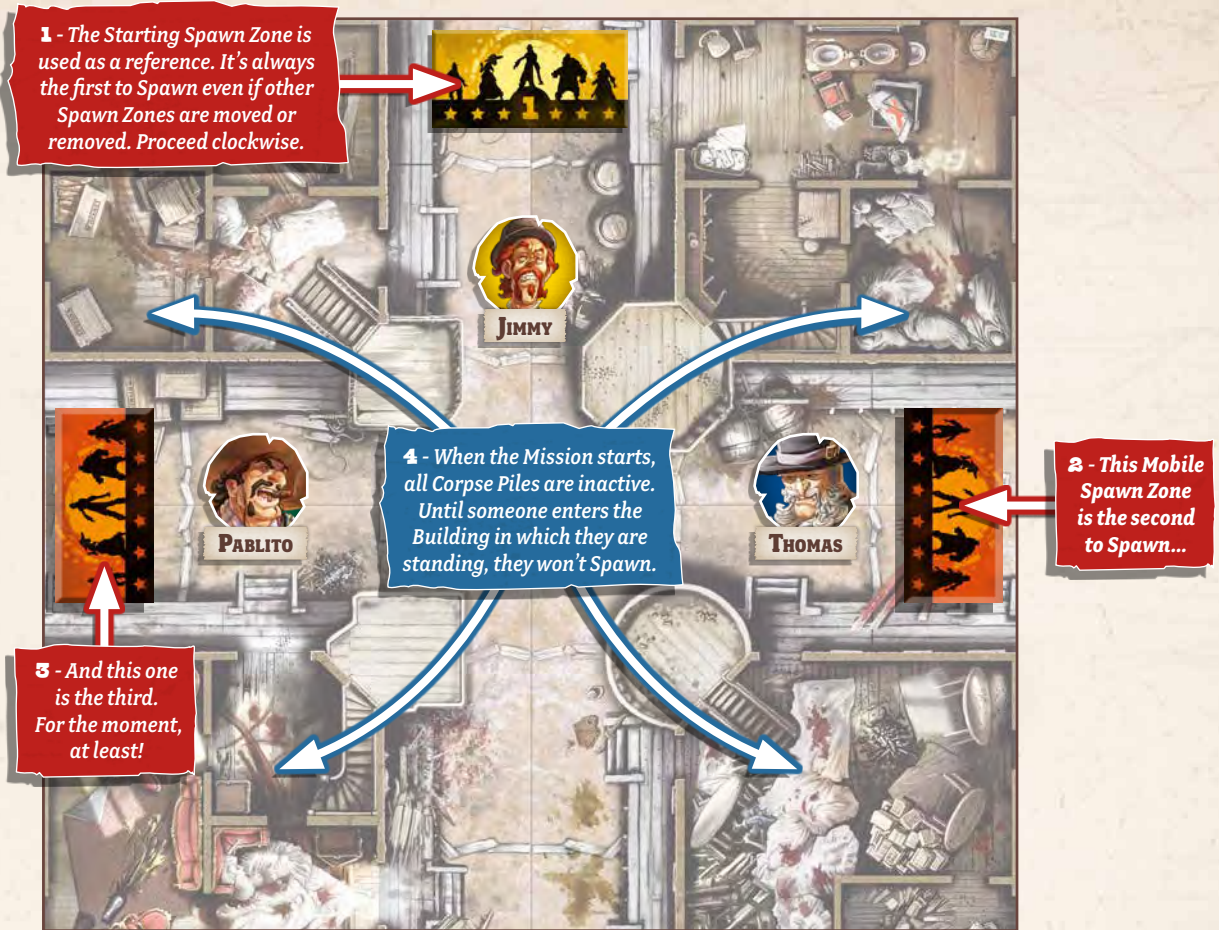 1 - The Starting Spawn Zone is
used as a reference. It's always
the first to Spawn even if other
Spawn Zones are moved or
removed. Proceed clockwise.
1
JIMMY
4 - When the Mission starts,
all Corpse Piles are inactive.
Until someone enters the
Building in which they are
standing, they won't Spawn.
PABLITO
THOMAS
2 - This Mobile
Spawn Zone
is the second
to Spawn...
3 - And this one
is the third.
For the moment,
at least!